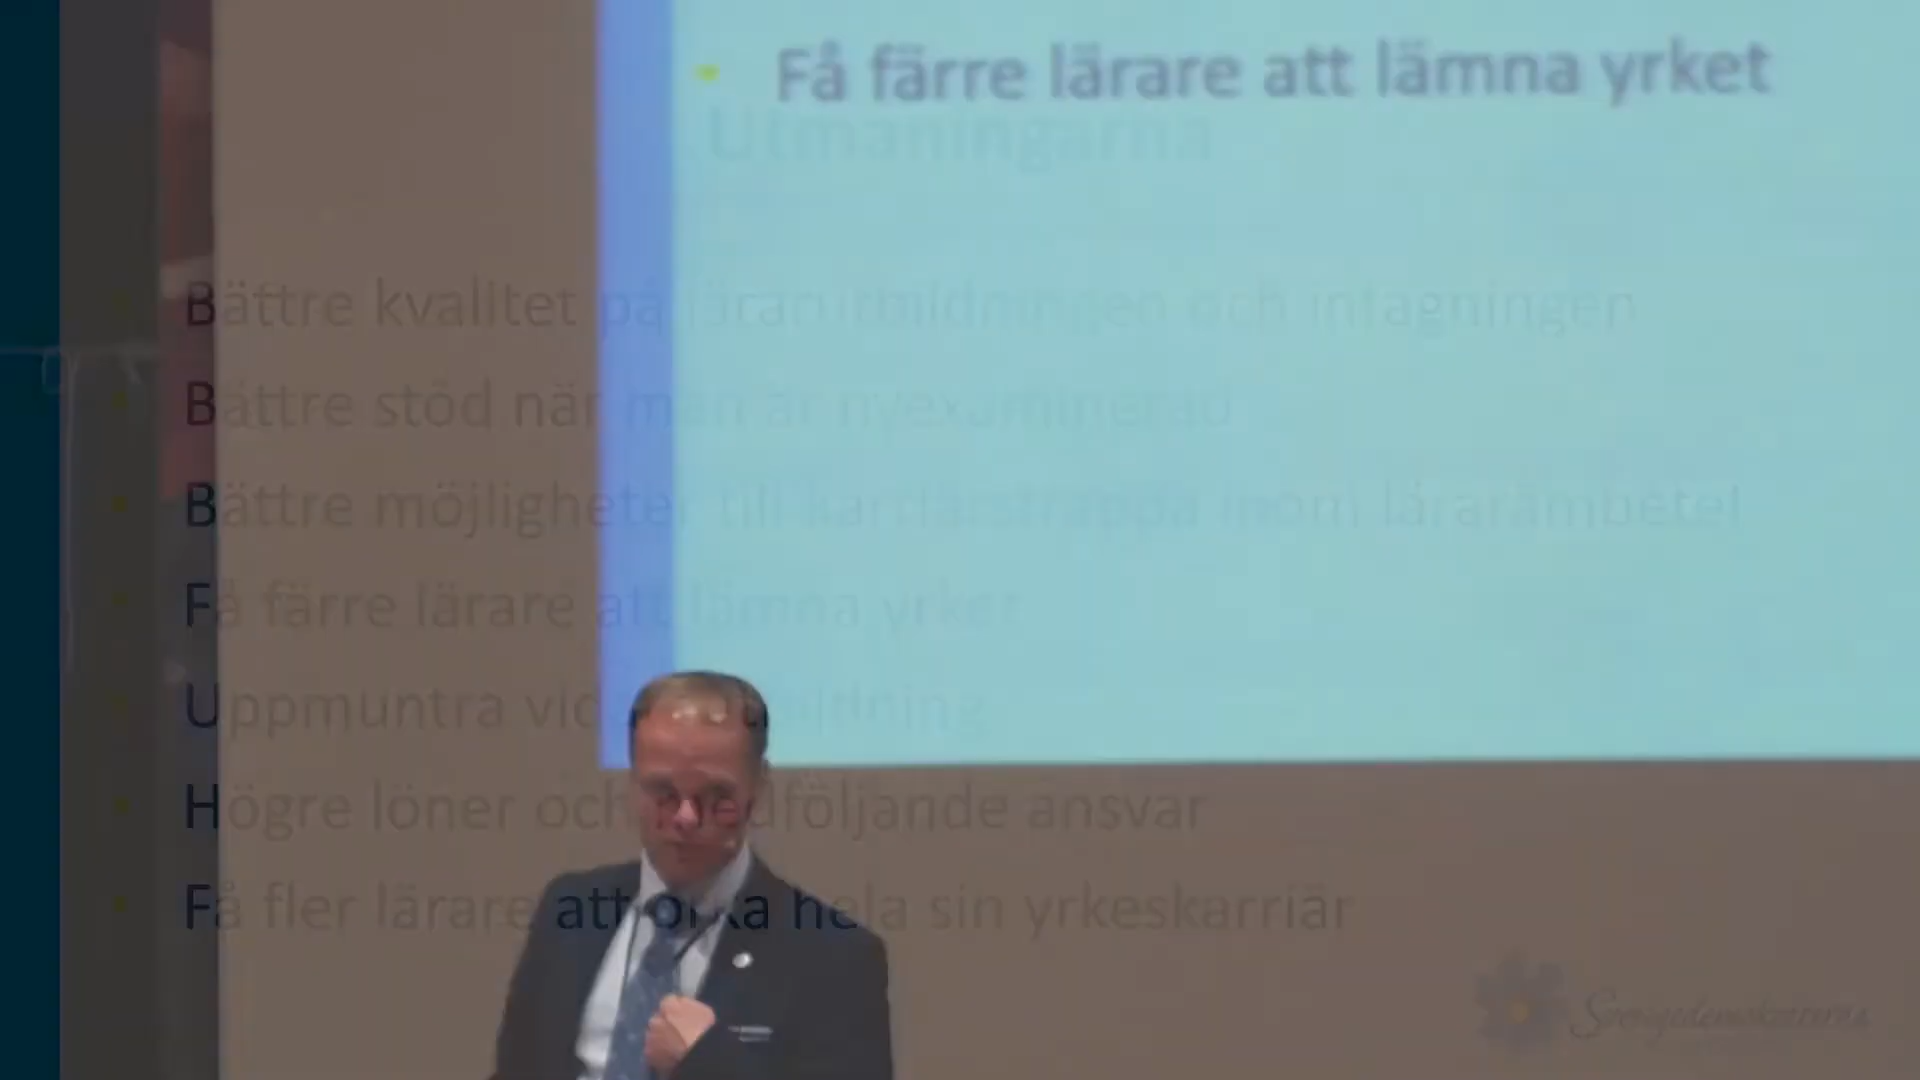 Få färre lärare att lämna yrket
Utmaningarna
Bättre kvalitet på lärarutbildningen och intagningen
Bättre stöd när man är nyexaminerad
Bättre möjligheter till karriärstrappa inom lärarämbetet
Få färre lärare att lämna yrket
Uppmuntra vidareutbildning
Högre löner och medföljande ansvar
Få fler lärare att orka hela sin yrkeskarriär
Sverigedemokraterna